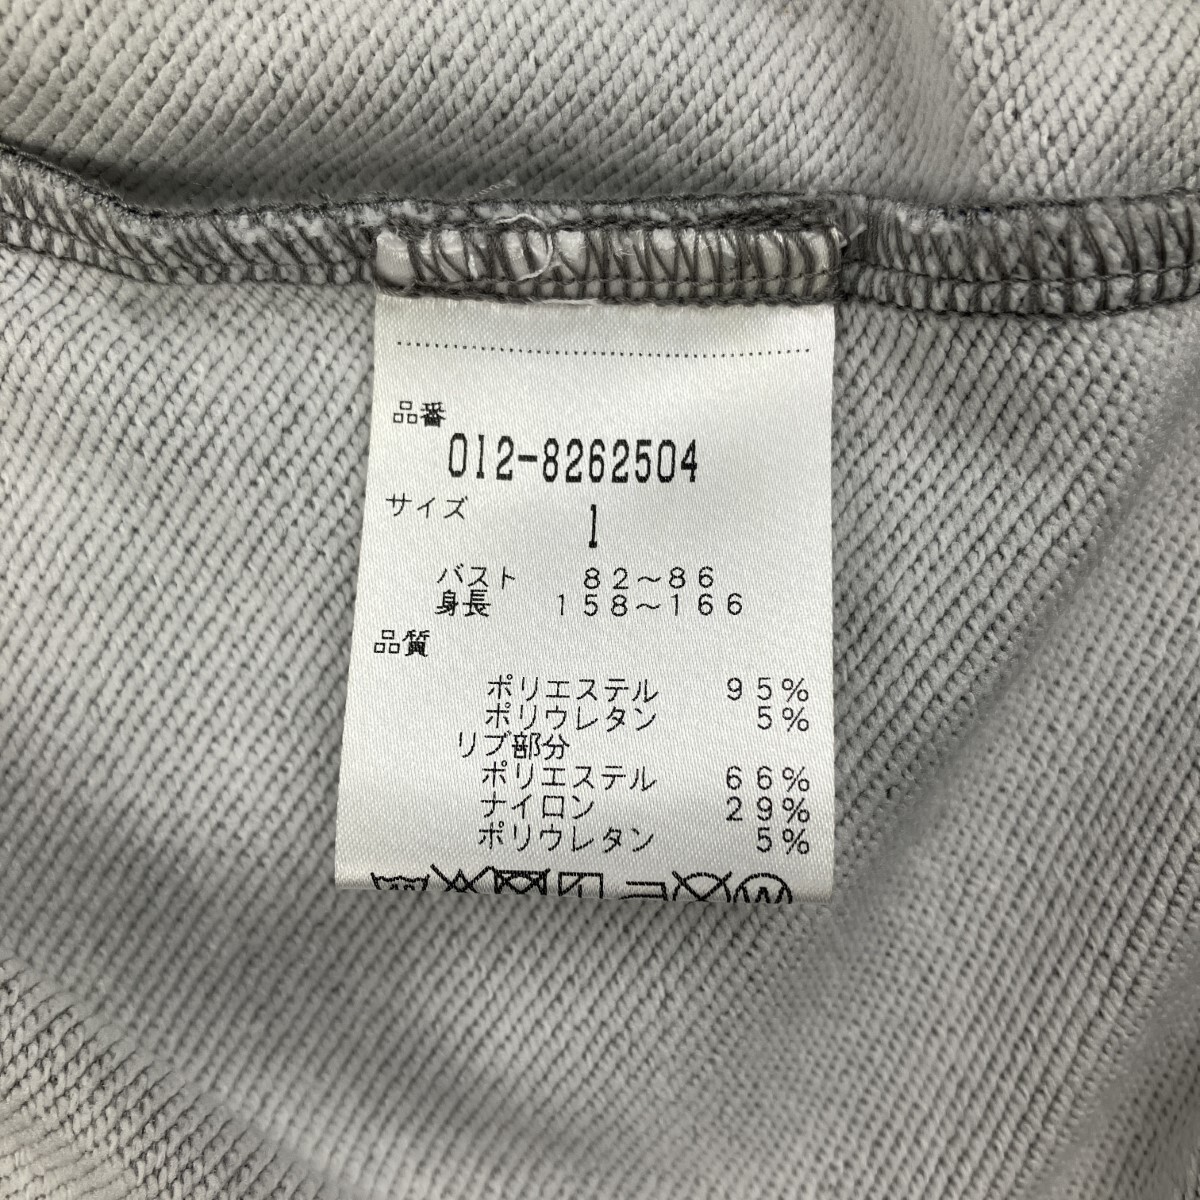 品番
012-8262504
サイズ 1
バスト 82～86
身長 158～166
品質
ポリエステル 95%
ポリウレタン 5%
リブ部分
ポリエステル 66%
ナイロン 29%
ポリウレタン 5%